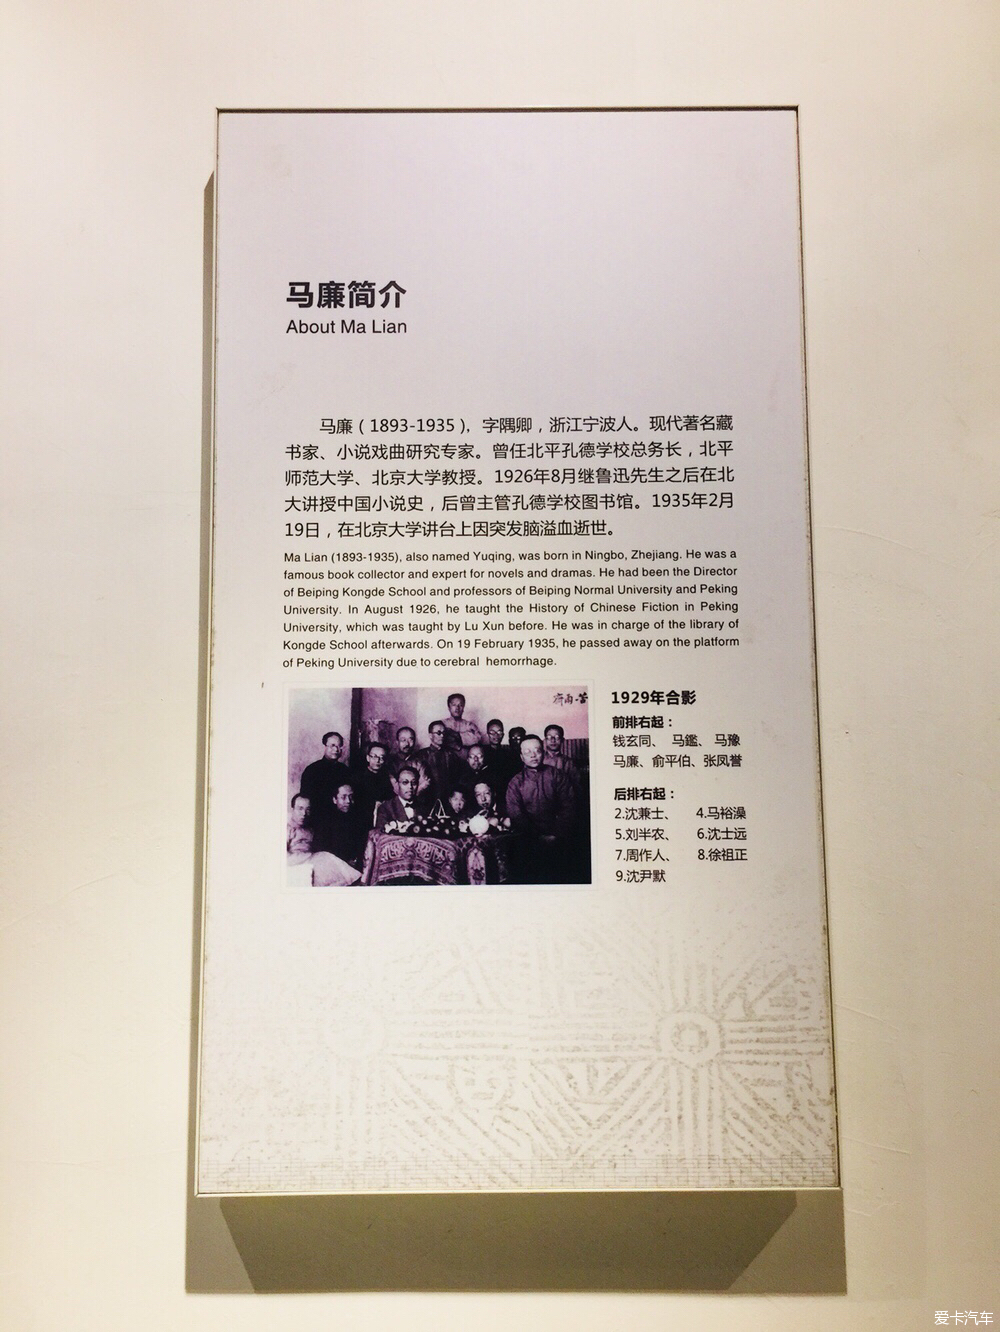 马廉简介
About Ma Lian
马廉（1893-1935），字隅卿，浙江宁波人。现代著名藏
书家、小说戏曲研究专家。曾任北平孔德学校总务长，北平
师范大学、北京大学教授。1926年8月继鲁迅先生之后在北
大讲授中国小说史，后曾主管孔德学校图书馆。1935年2月
19日，在北京大学讲台上因突发脑溢血逝世。
Ma Lian (1893-1935), also named Yuqing, was born in Ningbo, Zhejiang. He was a
famous book collector and expert for novels and dramas. He had been the Director
of Beiping Kongde School and professors of Beiping Normal University and Peking
University. In August 1926, he taught the History of Chinese Fiction in Peking
University, which was taught by Lu Xun before. He was in charge of the library of
Kongde School afterwards. On 19 February 1935, he passed away on the platform
of Peking University due to cerebral hemorrhage.
1929年合影
前排右起：
钱玄同、 马鑑、 马豫
马廉、俞平伯、张凤誉
后排右起：
2.沈兼士、 4.马裕澡
5.刘半农、 6.沈士远
7.周作人、 8.徐祖正
9.沈尹默
爱卡汽车